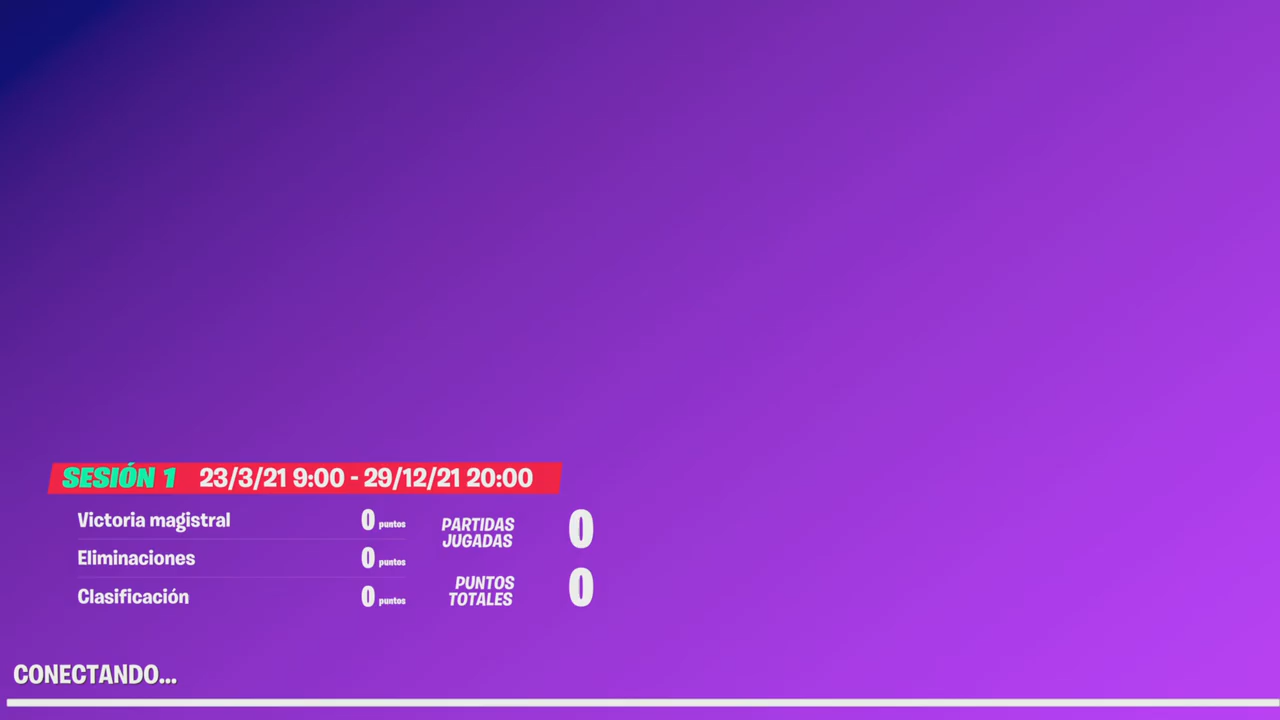 SESIÓN 1 23/3/21 9:00 - 29/12/21 20:00
Victoria magistral 0 puntos
Eliminaciones 0 puntos
Clasificación 0 puntos
PARTIDAS
JUGADAS 0
PUNTOS
TOTALES 0
CONECTANDO...